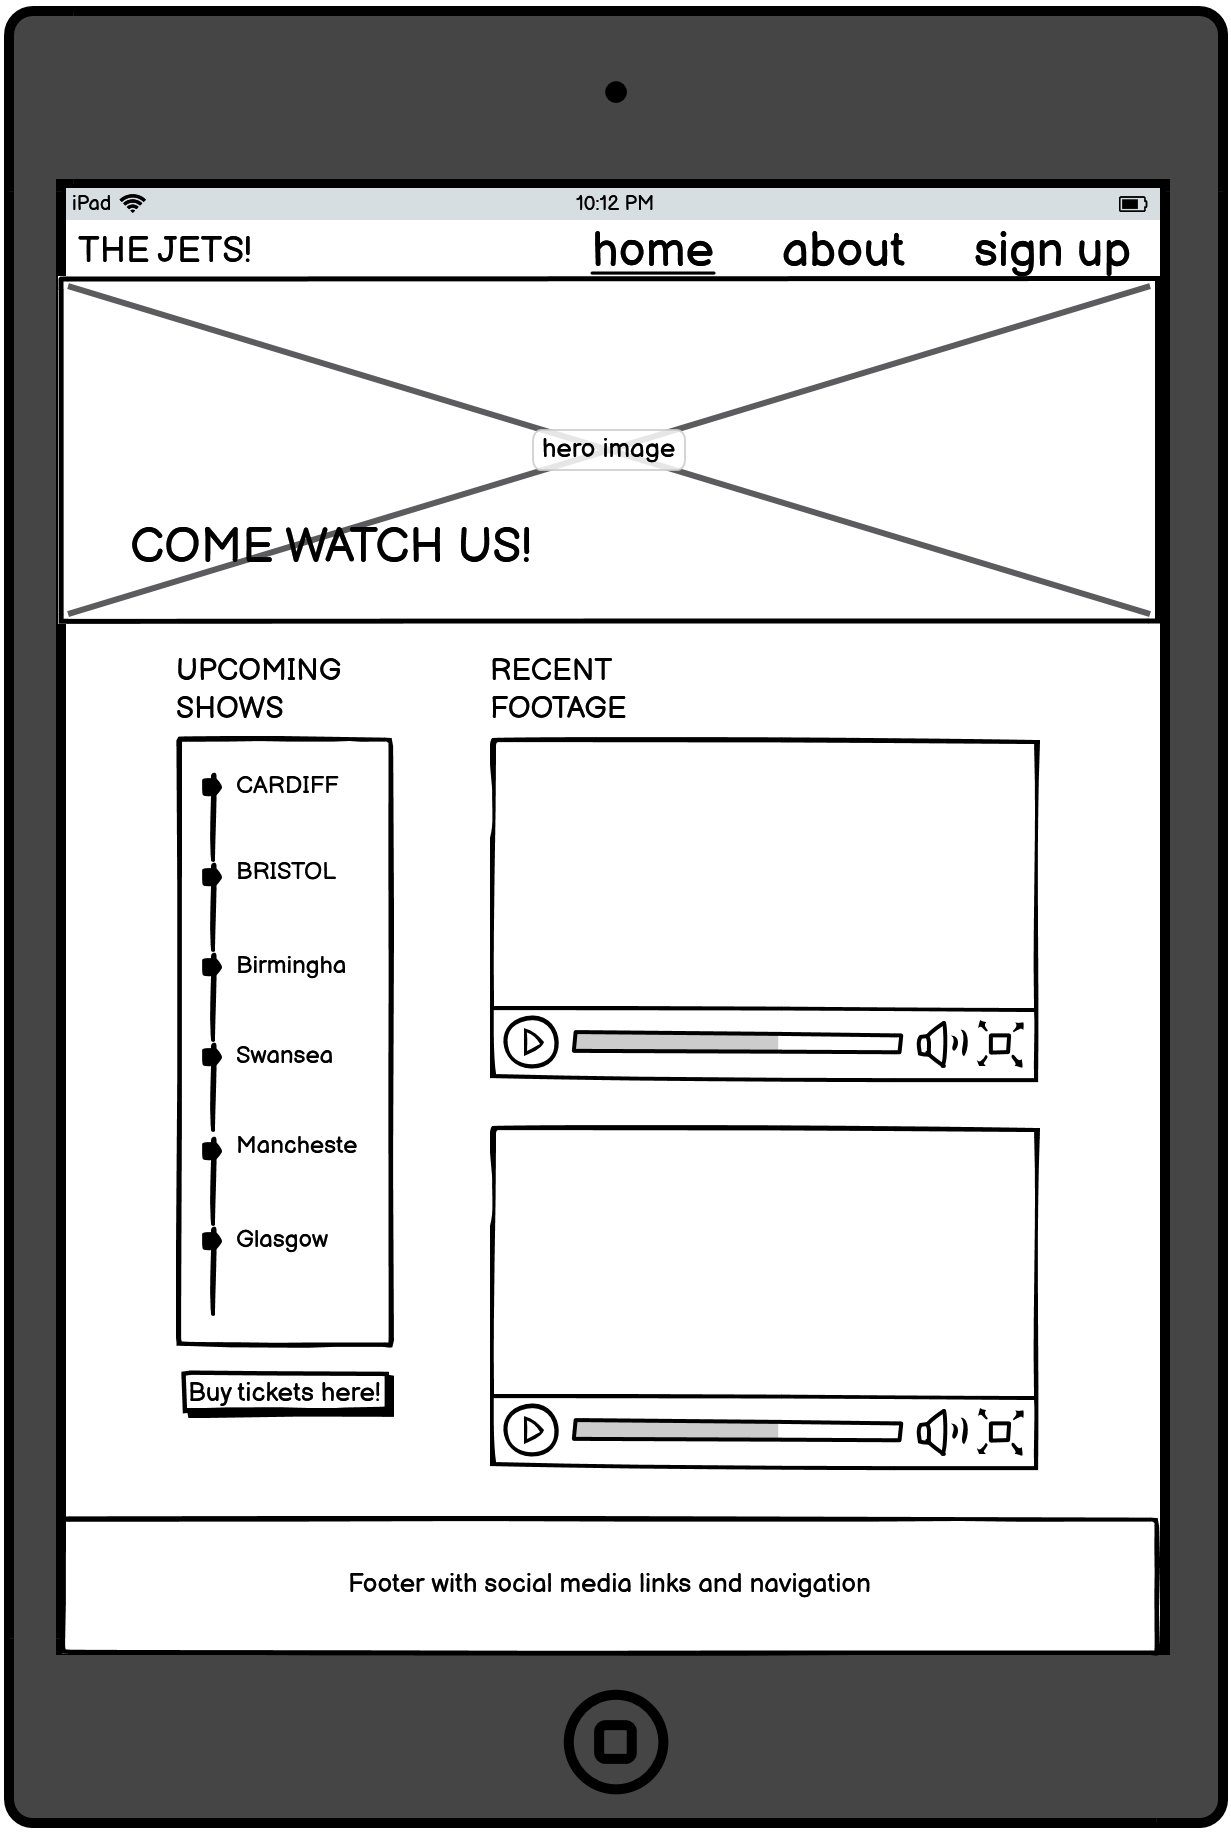 iPad 10:12 PM
THE JETS! home about sign up
hero image
COME WATCH US!
UPCOMING
SHOWS
CARDIFF
BRISTOL
Birmingha
Swansea
Mancheste
Glasgow
Buy tickets here!
RECENT
FOOTAGE
Footer with social media links and navigation